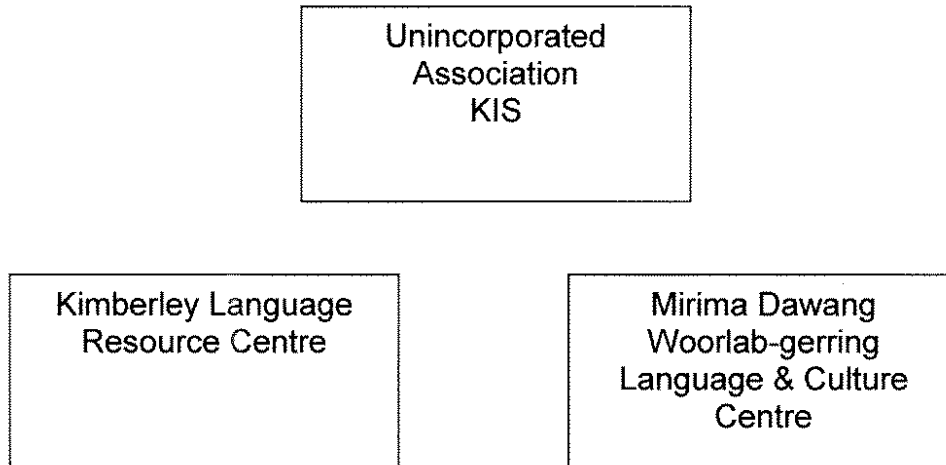 Unincorporated
Association
KIS
Kimberley Language
Resource Centre
Mirima Dawang
Woorlab-gerring
Language & Culture
Centre